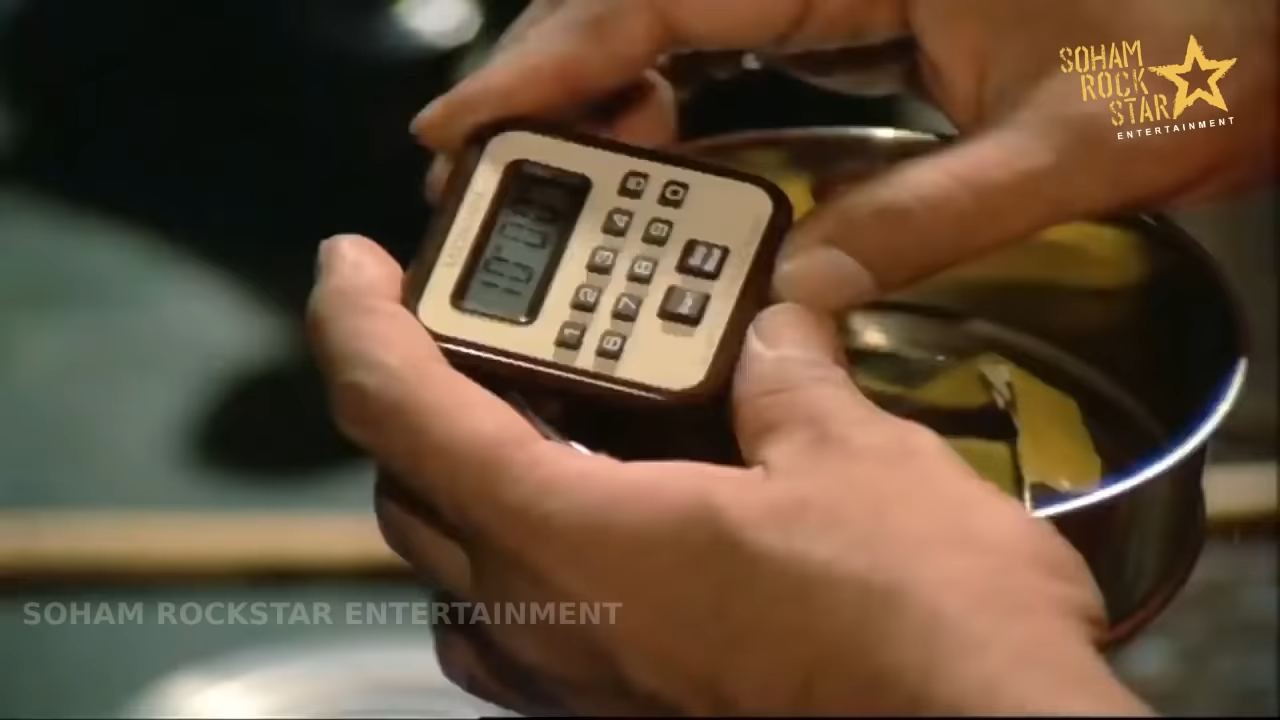 SOHAM
ROCK
STAR
ENTERTAINMENT
10:00
5 0
4 9
3 8
2 7
1 6
SOHAM ROCKSTAR ENTERTAINMENT